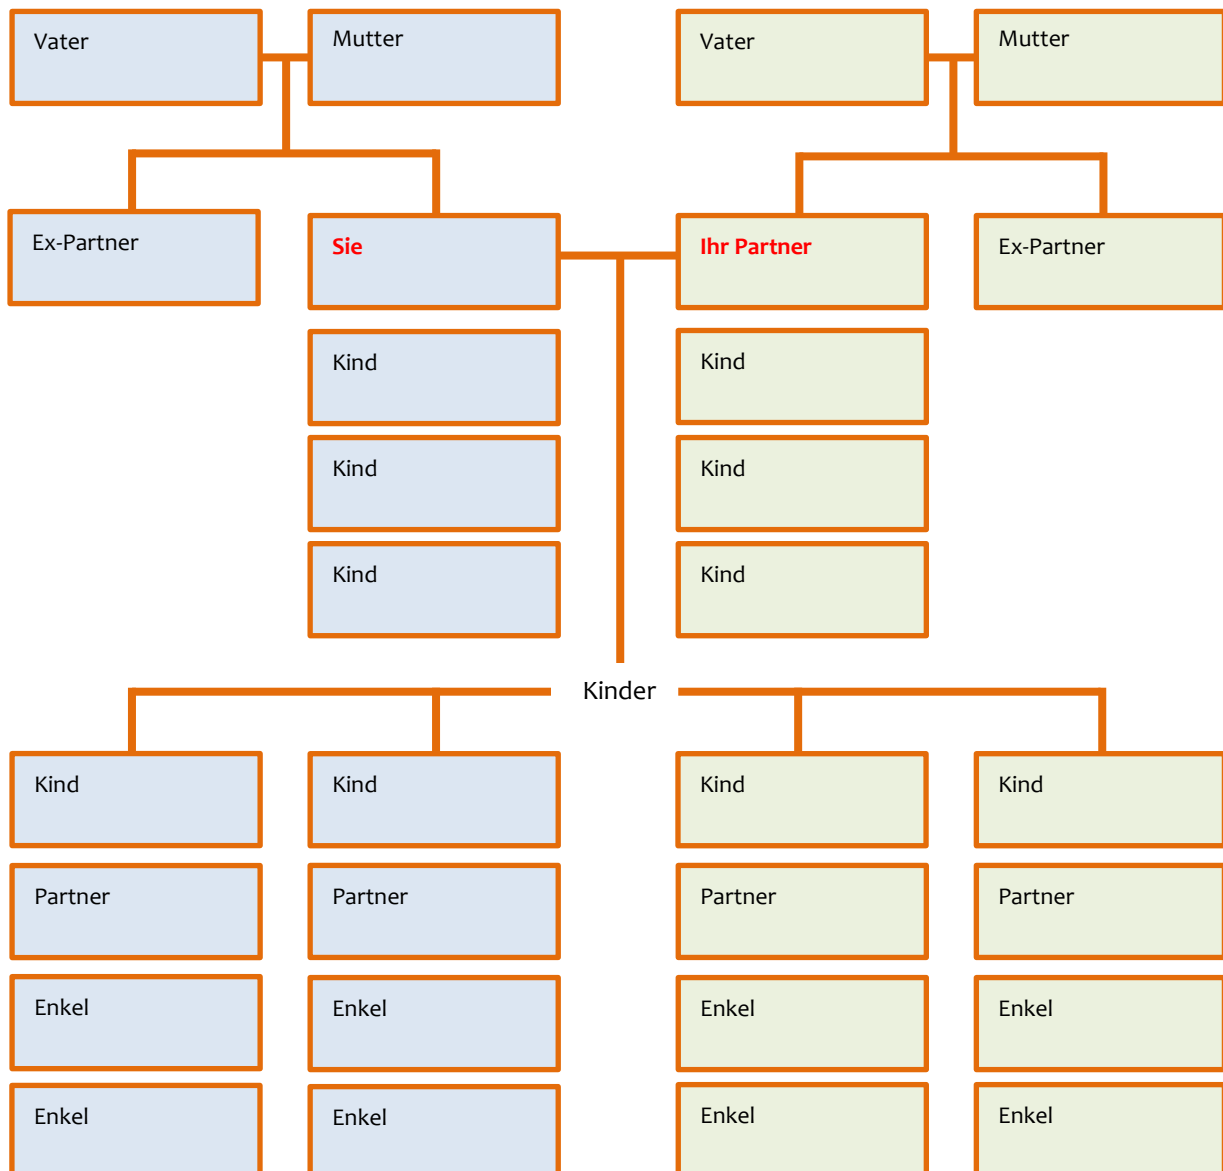 Vater
Mutter
Vater
Mutter
Ex-Partner
Sie
Ihr Partner
Ex-Partner
Kind
Kind
Kind
Kind
Kind
Kind
Kinder
Kind
Kind
Kind
Kind
Partner
Partner
Partner
Partner
Enkel
Enkel
Enkel
Enkel
Enkel
Enkel
Enkel
Enkel